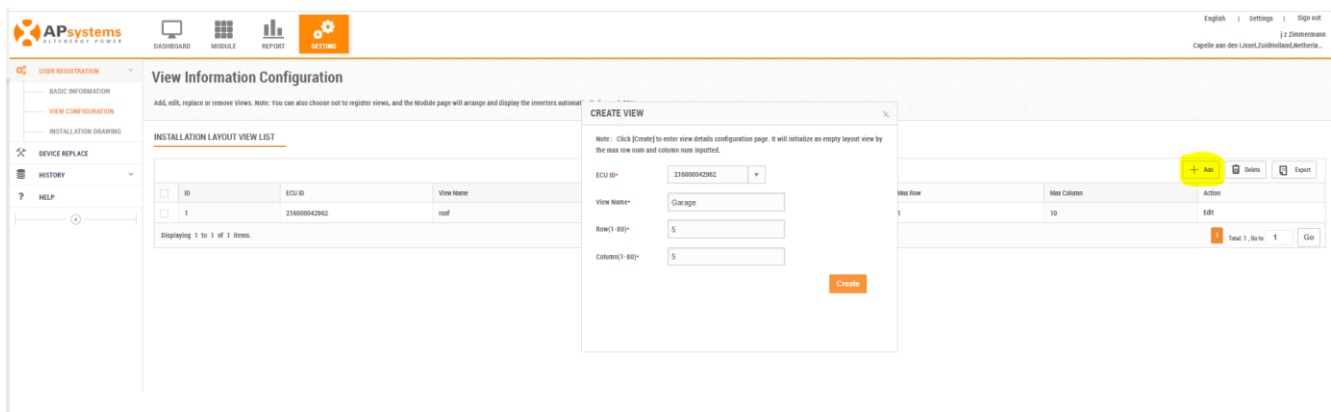 English | Settings | Sign out
APsystems
ALTENERGY POWER
DASHBOARD
MODULE
REPORT
SETTING
j z Zimmermann
Capelle aan den IJssel,ZuidHolland,Netherla...
USER REGISTRATION
BASIC INFORMATION
VIEW CONFIGURATION
INSTALLATION DRAWING
DEVICE REPLACE
HISTORY
? HELP
View Information Configuration
Add, edit, replace or remove Views. Note: You can also choose not to register views, and the Module page will arrange and display the inverters
INSTALLATION LAYOUT VIEW LIST
+ Add Delete Export
ID ECU ID View Name Max Row Max Column Action
1 216000042962 roof 1 10 Edit
Displaying 1 to 1 of 1 items.
1 Total: 1 , Go to 1 Go
CREATE VIEW
Note : Click [Create] to enter view details configuration page. It will initialize an empty layout view by
the max row num and column num inputted.
ECU ID* 216000042962
View Name* Garage
Row(1-80)* 5
Column(1-80)* 5
Create